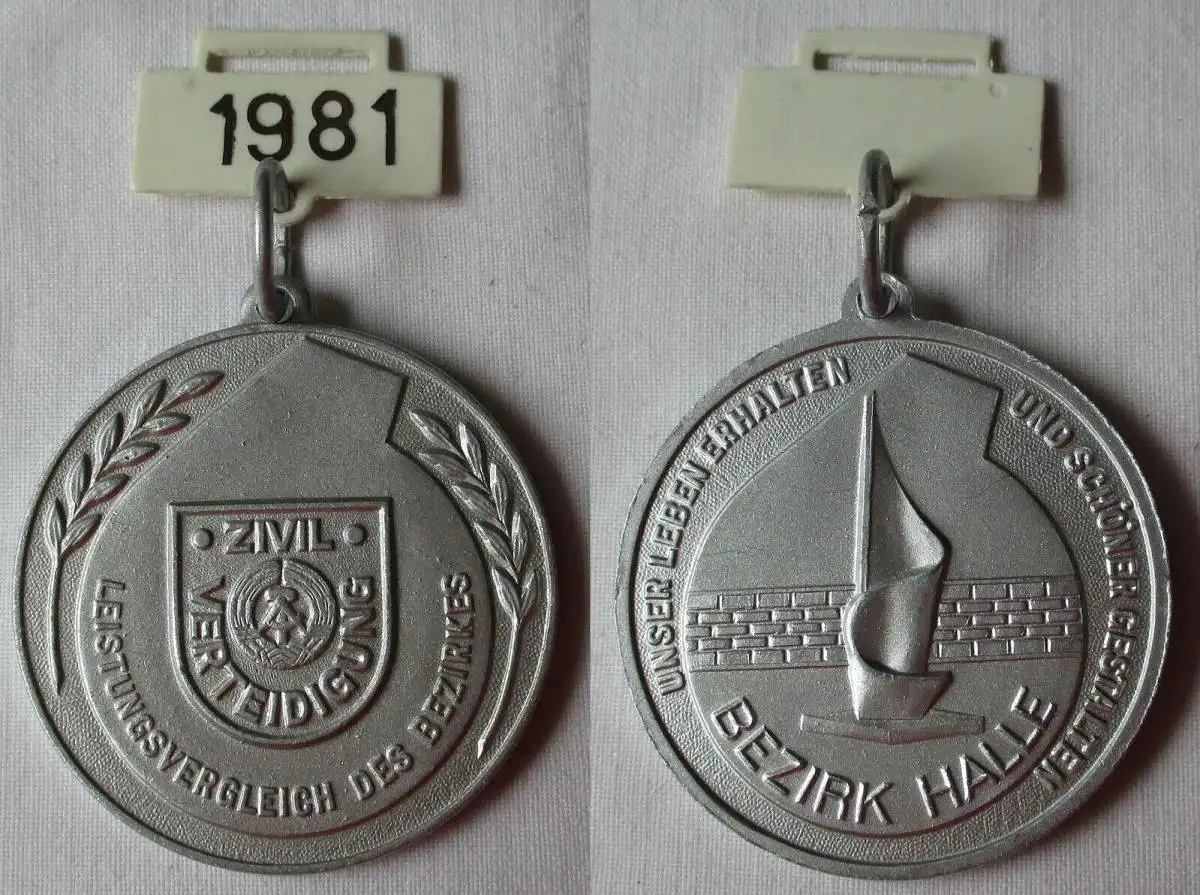 1981
· ZIVIL ·
VERTEIDIGUNG
LEISTUNGSVERGLEICH DES BEZIRKES
UNSER LEBEN ERHALTEN UND SCHÖNER GESTALTEN
BEZIRK HALLE